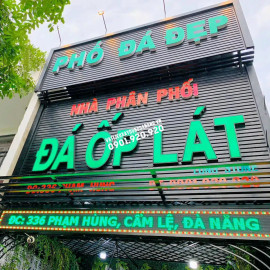 PHỐ ĐÁ ĐẸP
NHÀ PHÂN PHỐI
0901.920.920
ĐÁ ỐP LÁT
ĐC: 336 PHẠM HÙNG, CẨM LỆ, ĐÀ NẴNG